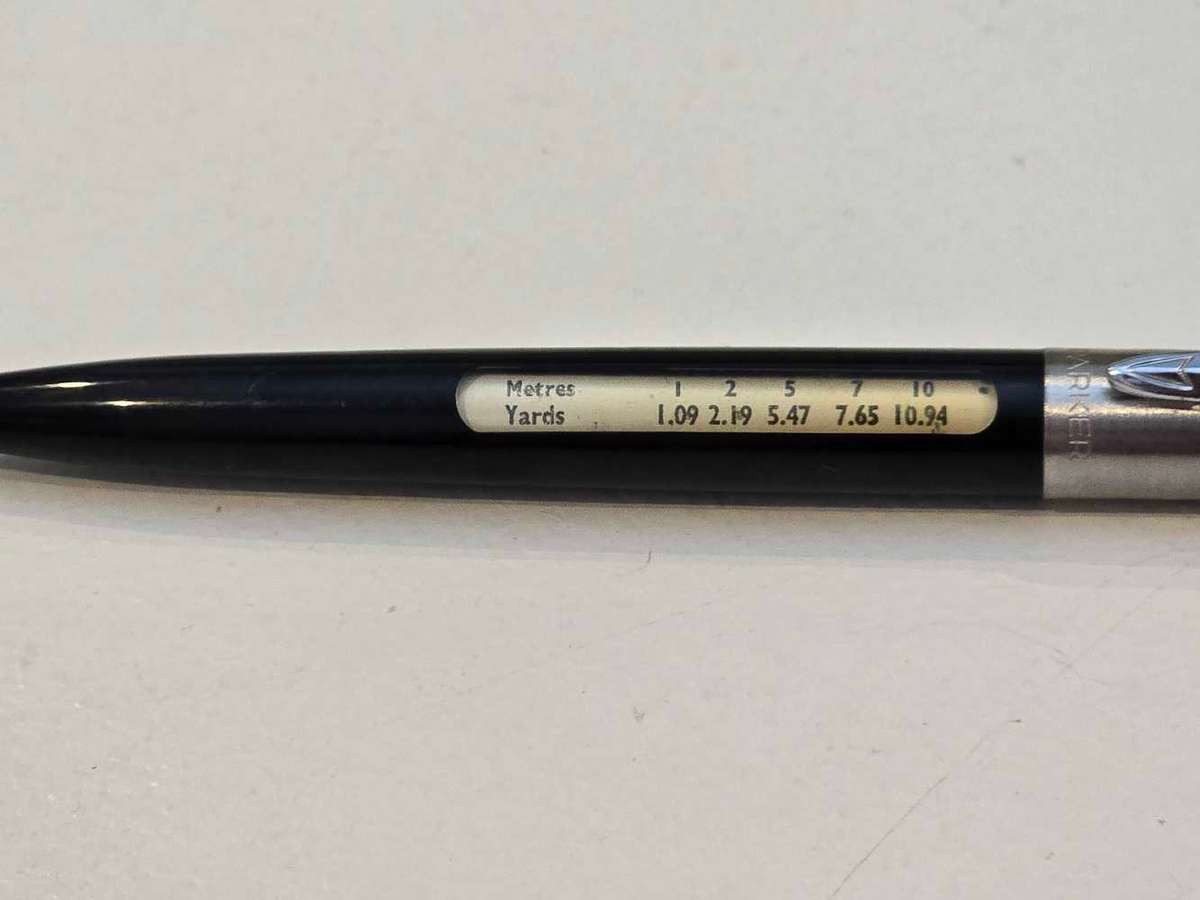 Metres 1 2 5 7 10
Yards 1.09 2.19 5.47 7.65 10.94
ARKER